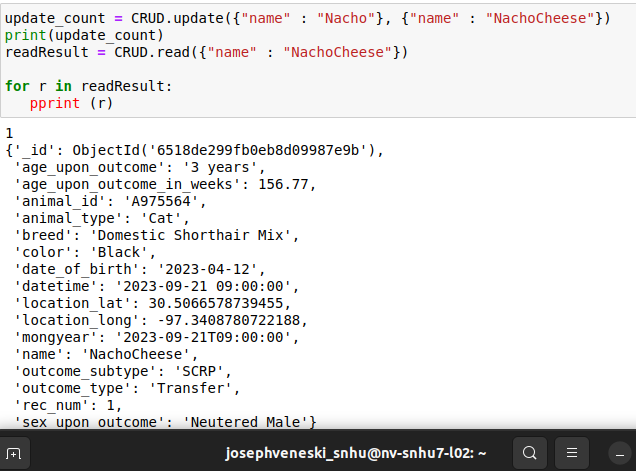 update_count = CRUD.update({"name" : "Nacho"}, {"name" : "NachoCheese"})
print(update_count)
readResult = CRUD.read({"name" : "NachoCheese"})
for r in readResult:
pprint (r)
1
{'_id': ObjectId('6518de299fb0eb8d09987e9b'),
'age_upon_outcome': '3 years',
'age_upon_outcome_in_weeks': 156.77,
'animal_id': 'A975564',
'animal_type': 'Cat',
'breed': 'Domestic Shorthair Mix',
'color': 'Black',
'date_of_birth': '2023-04-12',
'datetime': '2023-09-21 09:00:00',
'location_lat': 30.5066578739455,
'location_long': -97.3408780722188,
'mongyear': '2023-09-21T09:00:00',
'name': 'NachoCheese',
'outcome_subtype': 'SCRP',
'outcome_type': 'Transfer',
'rec_num': 1,
'sex_upon_outcome': 'Neutered Male'}
josephveneski_snhu@nv-snhu7-l02: ~